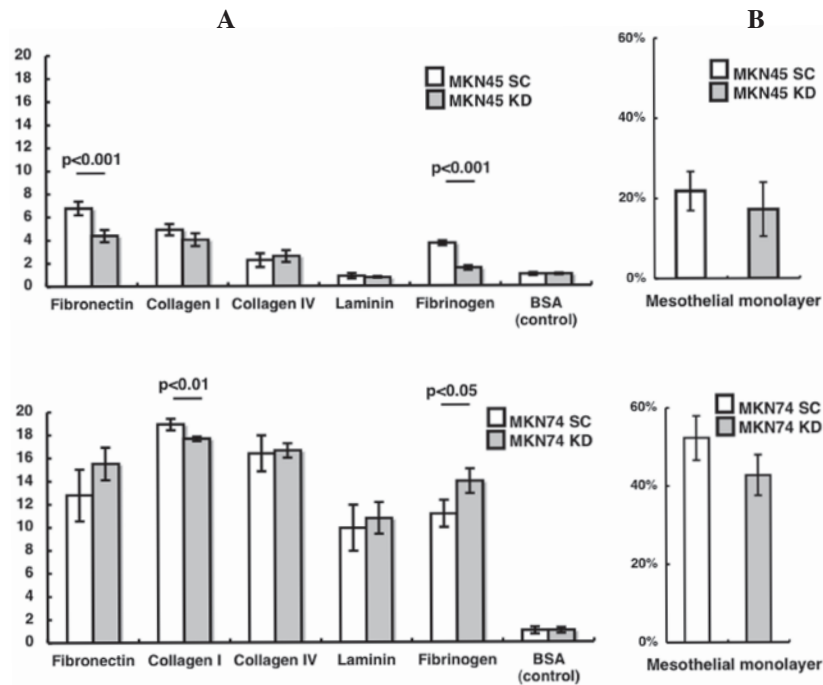 A
B
20
18
16
14
12
10
8
6
4
2
0
MKN45 SC
MKN45 KD
p<0.001
p<0.001
Fibronectin Collagen I Collagen IV Laminin Fibrinogen BSA
(control)
60%
40%
20%
0%
MKN45 SC
MKN45 KD
Mesothelial monolayer
20
18
16
14
12
10
8
6
4
2
0
p<0.01
p<0.05
MKN74 SC
MKN74 KD
Fibronectin Collagen I Collagen IV Laminin Fibrinogen BSA
(control)
60%
40%
20%
0%
MKN74 SC
MKN74 KD
Mesothelial monolayer